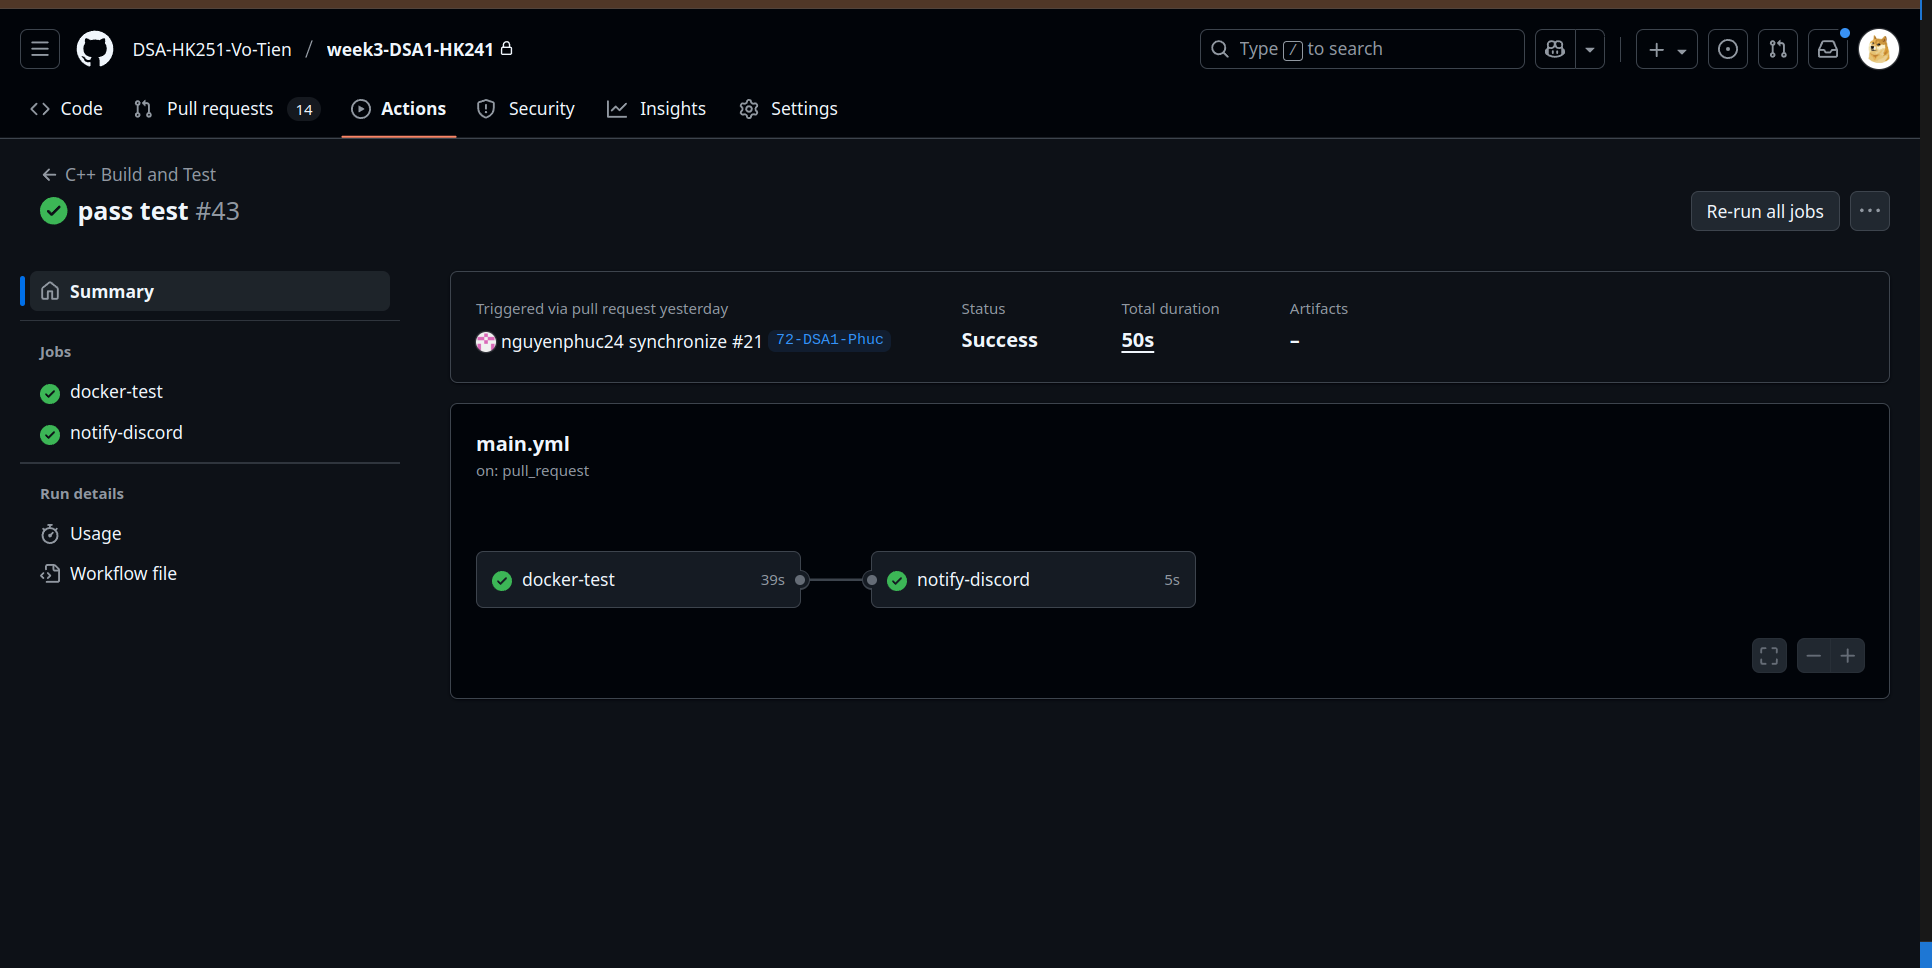 DSA-HK251-Vo-Tien / week3-DSA1-HK241
Type / to search
Code
Pull requests 14
Actions
Security
Insights
Settings
C++ Build and Test
pass test #43
Re-run all jobs
Summary
Jobs
docker-test
notify-discord
Run details
Usage
Workflow file
Triggered via pull request yesterday
nguyenphuc24 synchronize #21 72-DSA1-Phuc
Status
Success
Total duration
50s
Artifacts
–
main.yml
on: pull_request
docker-test 39s
notify-discord 5s